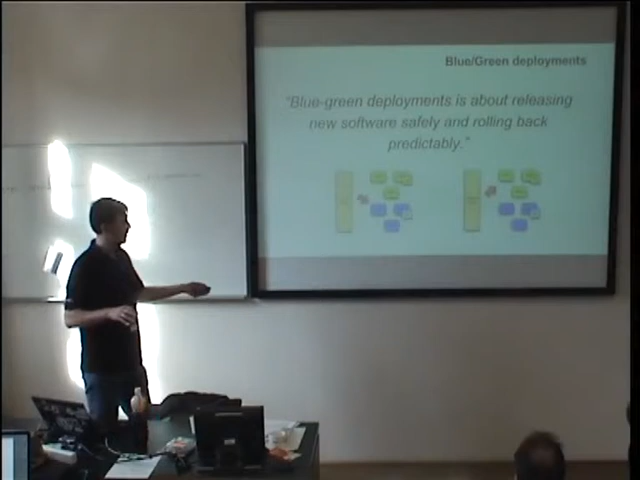 Blue/Green deployments
"Blue-green deployments is about releasing
new software safely and rolling back
predictably."